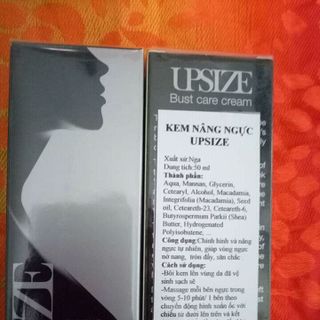 UPSIZE
Bust care cream
KEM NÂNG NGỰC
UPSIZE
Xuất xứ:Nga
Dung tích:50 ml
Thành phần:
Aqua, Mannan, Glycerin,
Cetearyl, Alcohol, Macadamia,
Integrifolia (Macadamia), Seed
oil, Ceteareth-23, Ceteareth-6,
Butyrospermum Parkii (Shea)
Butter, Hydrogenated
Polyisobutene, ...
Công dụng:Chỉnh hình và nâng
ngực tự nhiên, giúp vòng ngực
nở nang, tròn đầy, săn chắc
Cách sử dụng:
-Bôi kem lên vùng da đã vệ
sinh sạch sẽ
-Massage mỗi bên ngực trong
vòng 5-10 phút/ 1 bên theo
chuyển động hình xoắn ốc với
chiều từ dưới lên trên và kết
IZE